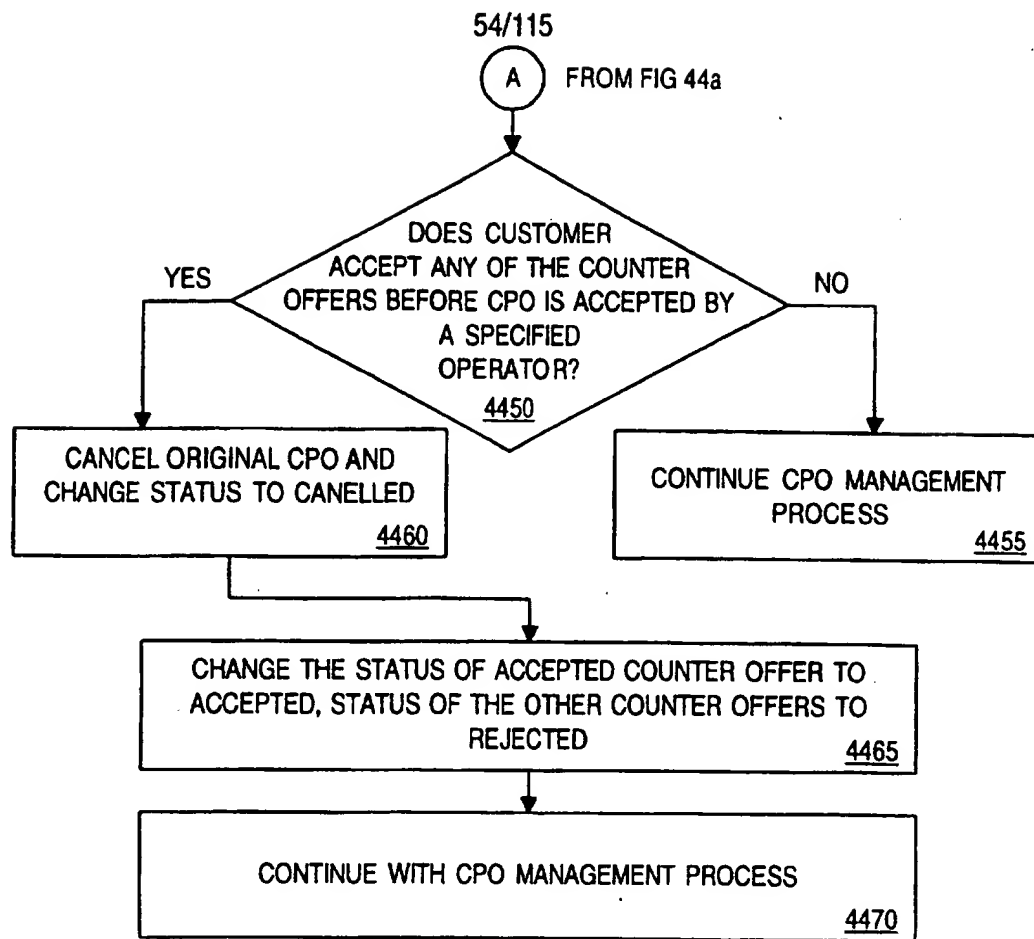 54/115
A FROM FIG 44a
DOES CUSTOMER
ACCEPT ANY OF THE COUNTER
OFFERS BEFORE CPO IS ACCEPTED BY
A SPECIFIED
OPERATOR?
4450
YES
NO
CANCEL ORIGINAL CPO AND
CHANGE STATUS TO CANELLED
4460
CONTINUE CPO MANAGEMENT
PROCESS
4455
CHANGE THE STATUS OF ACCEPTED COUNTER OFFER TO
ACCEPTED, STATUS OF THE OTHER COUNTER OFFERS TO
REJECTED
4465
CONTINUE WITH CPO MANAGEMENT PROCESS
4470